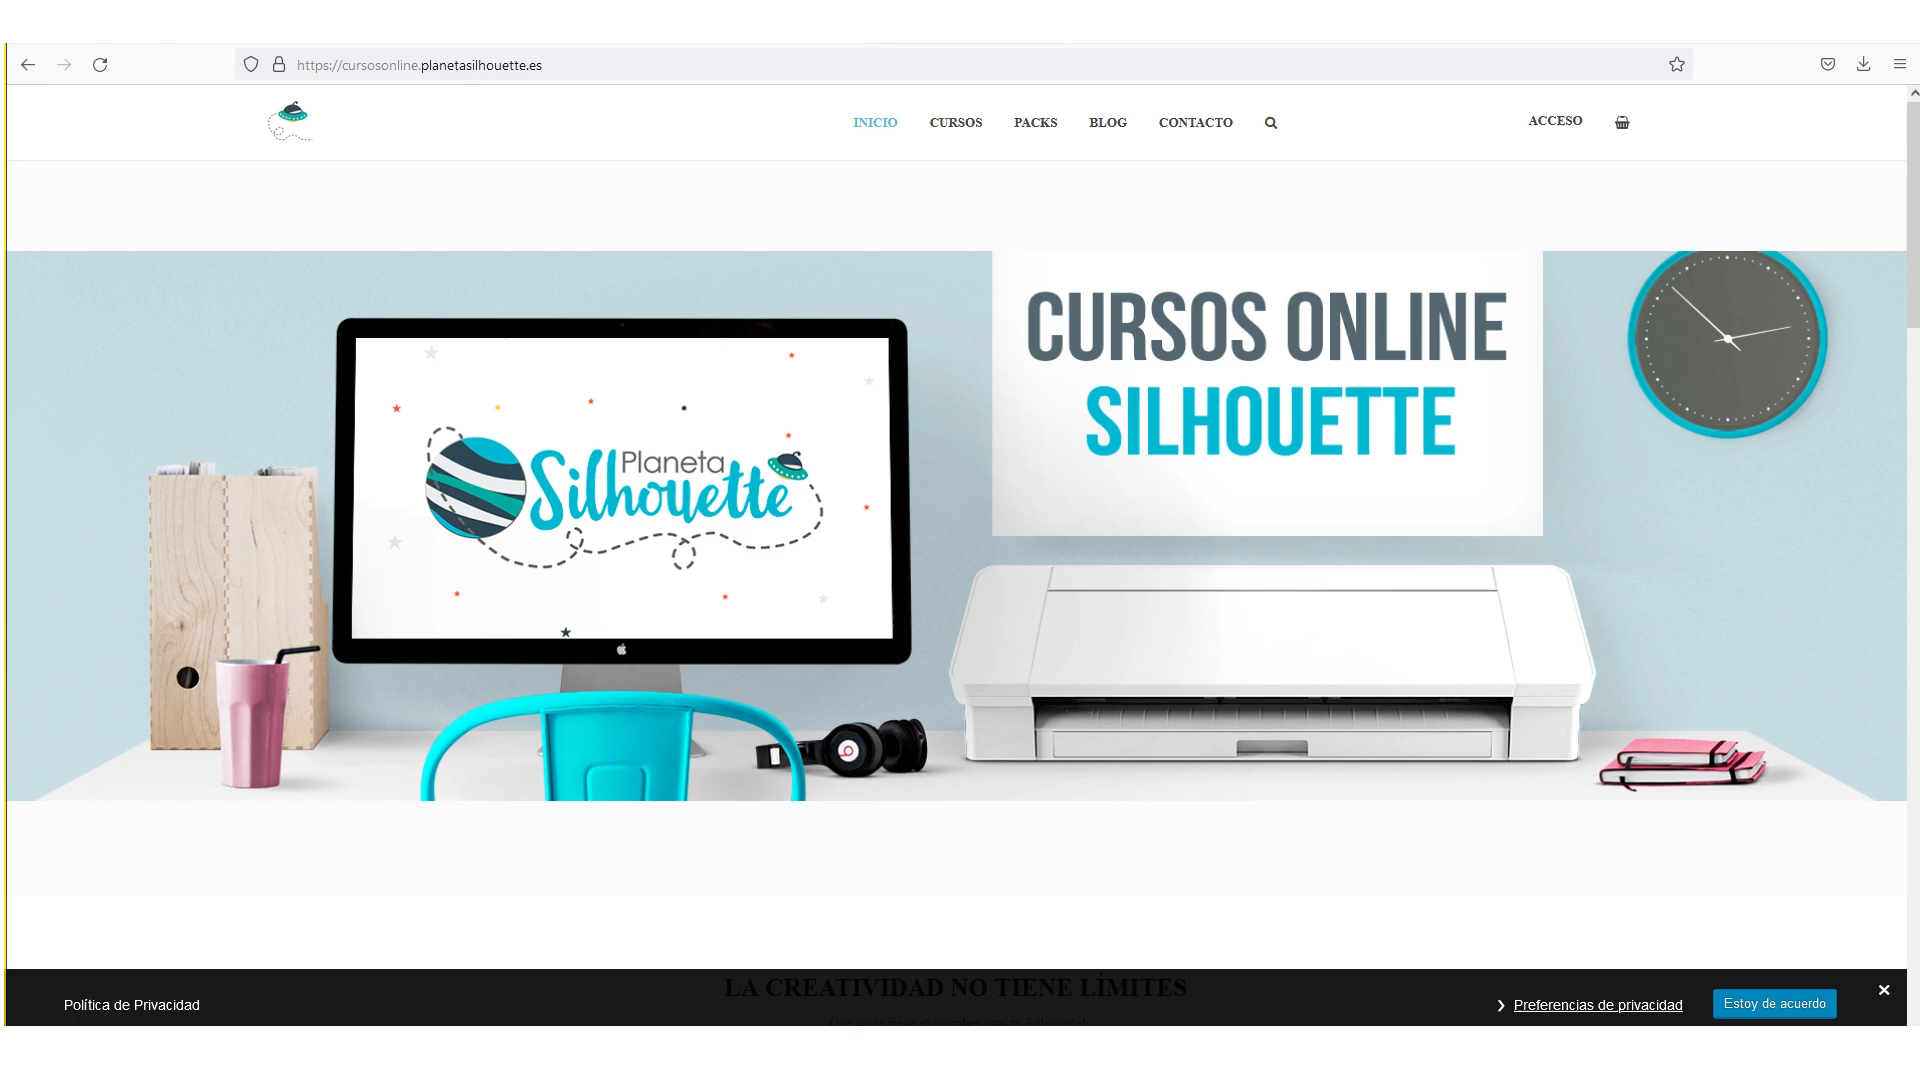 https://cursosonline.planetasilhouette.es
INICIO CURSOS PACKS BLOG CONTACTO ACCESO
CURSOS ONLINE
SILHOUETTE
Planeta
Silhouette
LA CREATIVIDAD NO TIENE LÍMITES
Política de Privacidad
Preferencias de privacidad
Estoy de acuerdo